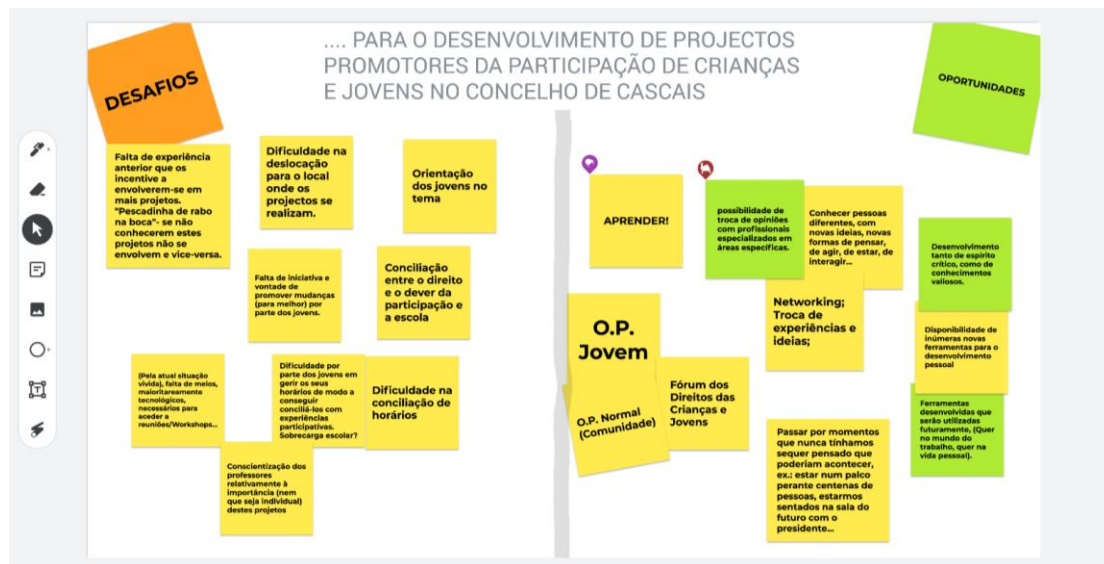 .... PARA O DESENVOLVIMENTO DE PROJECTOS
PROMOTORES DA PARTICIPAÇÃO DE CRIANÇAS
E JOVENS NO CONCELHO DE CASCAIS
DESAFIOS
Falta de experiência
anterior que os
incentive a
envolverem-se em
mais projetos.
"Pescadinha de rabo
na boca"- se não
conhecerem estes
projetos não se
envolvem e vice-versa.
Dificuldade na
deslocação
para o local
onde os
projectos se
realizam.
Orientação
dos jovens no
tema
Falta de iniciativa e
vontade de
promover mudanças
(para melhor) por
parte dos jovens.
Conciliação
entre o direito
e o dever da
participação e
a escola
(Pela atual situação
vivida), falta de meios,
maioritareamente
tecnológicos,
necessários para
aceder a
reuniões/Workshops...
Dificuldade por
parte dos jovens em
gerir os seus
horários de modo a
conseguir
conciliá-los com
experiências
participativas.
Sobrecarga escolar?
Dificuldade na
conciliação de
horários
Conscientização dos
professores
relativamente à
importância (nem
que seja individual)
destes projetos
OPORTUNIDADES
APRENDER!
possibilidade de
troca de opiniões
com profissionais
especializados em
áreas específicas.
Conhecer pessoas
diferentes, com
novas ideias, novas
formas de pensar,
de agir, de estar, de
interagir...
Desenvolvimento
tanto de espirito
crítico, como de
conhecimentos
valiosos.
Networking;
Troca de
experiências e
ideias;
O.P.
Jovem
O.P. Normal
(Comunidade)
Fórum dos
Direitos das
Crianças e
Jovens
Disponibilidade de
inúmeras novas
ferramentas para o
desenvolvimento
pessoal
Ferramentas
desenvolvidas que
serão utilizadas
futuramente, (Quer
no mundo do
trabalho, quer na
vida pessoal).
Passar por momentos
que nunca tínhamos
sequer pensado que
poderiam acontecer,
ex.: estar num palco
perante centenas de
pessoas, estarmos
sentados na sala do
futuro com o
presidente...